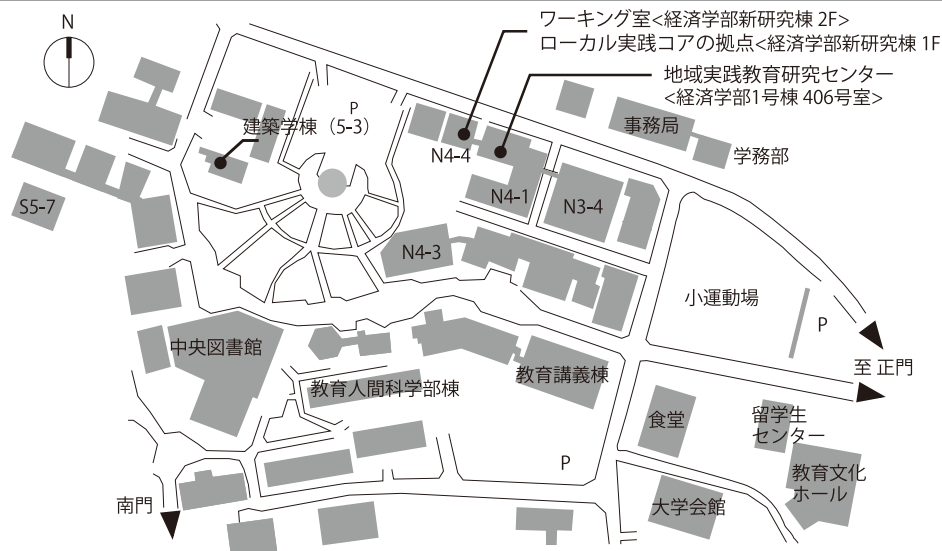 N
ワーキング室<経済学部新研究棟 2F>
ローカル実践コアの拠点<経済学部新研究棟 1F
地域実践教育研究センター
<経済学部1号棟 406号室>
P
建築学棟（5-3）
事務局
学務部
N4-4
N4-1
N3-4
S5-7
N4-3
小運動場
P
至 正門
中央図書館
教育人間科学部棟
教育講義棟
食堂
留学生
センター
P
教育文化
ホール
南門
大学会館